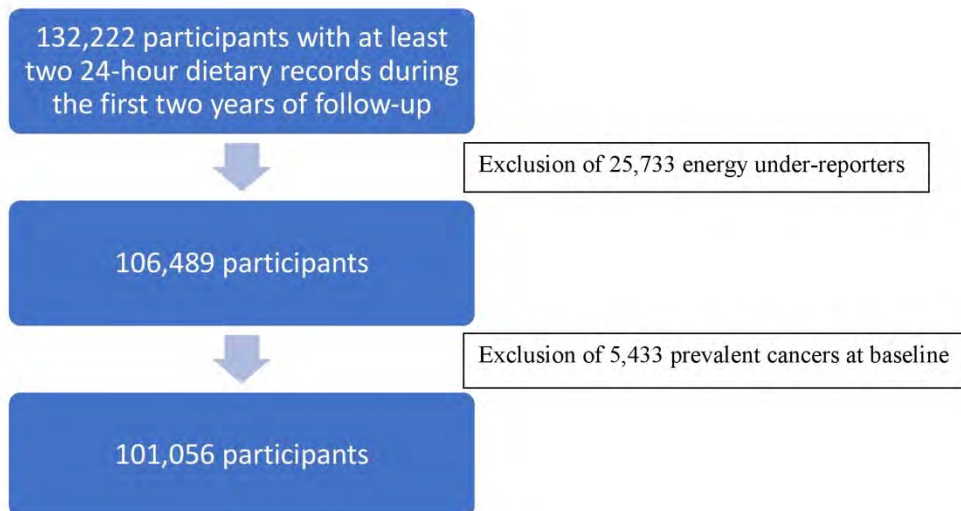 132,222 participants with at least
two 24-hour dietary records during
the first two years of follow-up
Exclusion of 25,733 energy under-reporters
106,489 participants
Exclusion of 5,433 prevalent cancers at baseline
101,056 participants